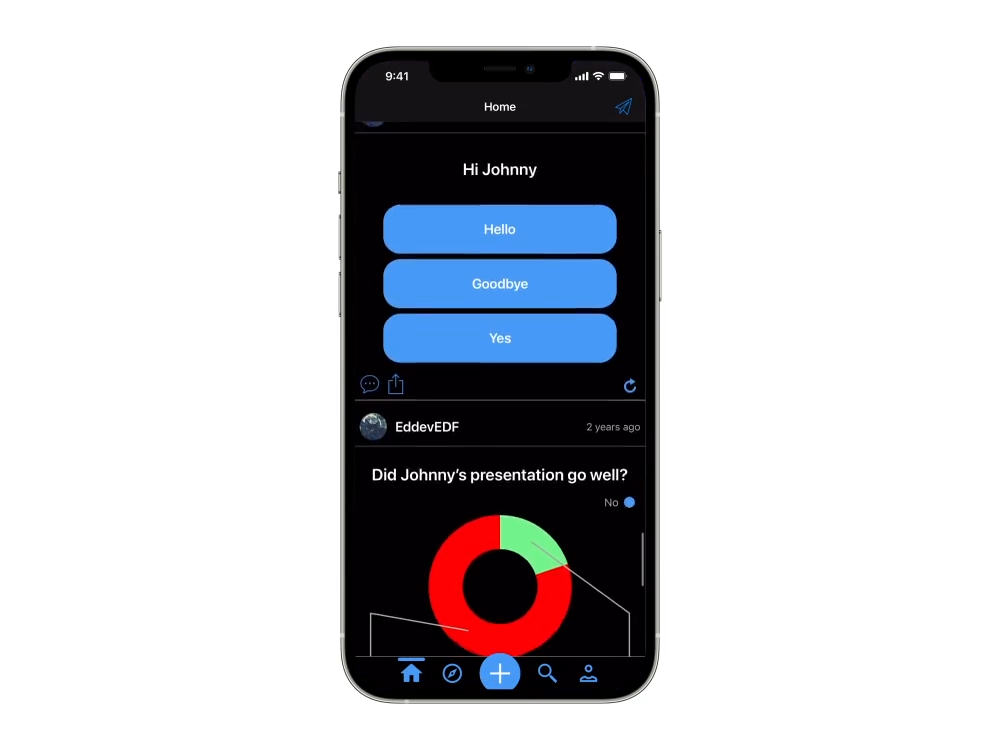 9:41
Home
Hi Johnny
Hello
Goodbye
Yes
EddevEDF
2 years ago
Did Johnny's presentation go well?
No